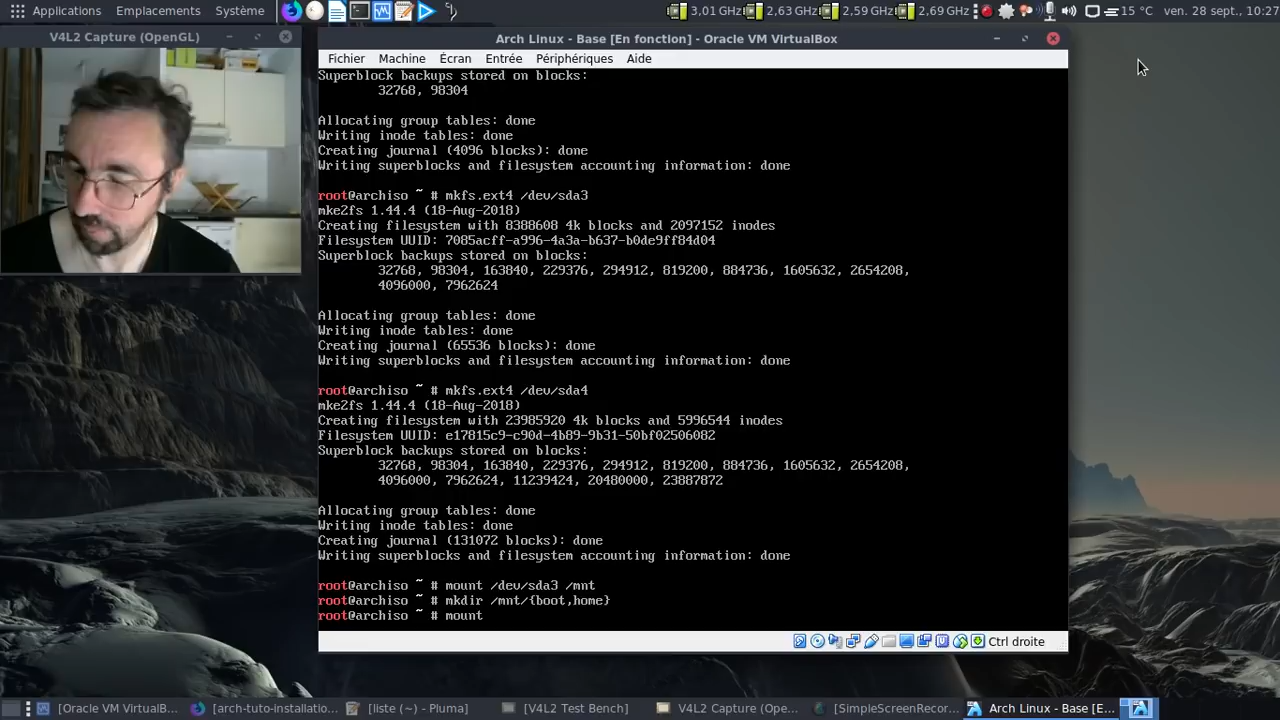 Applications Emplacements Système
3,01 GHz 2,63 GHz 2,59 GHz 2,69 GHz 15 °C ven. 28 sept., 10:27
V4L2 Capture (OpenGL)
Arch Linux - Base [En fonction] - Oracle VM VirtualBox
Fichier Machine Écran Entrée Périphériques Aide
Superblock backups stored on blocks:
32768, 98304
Allocating group tables: done
Writing inode tables: done
Creating journal (4096 blocks): done
Writing superblocks and filesystem accounting information: done
root@archiso ~ # mkfs.ext4 /dev/sda3
mke2fs 1.44.4 (18-Aug-2018)
Creating filesystem with 8388608 4k blocks and 2097152 inodes
Filesystem UUID: 7085acff-a996-4a3a-b637-b0de9ff84d04
Superblock backups stored on blocks:
32768, 98304, 163840, 229376, 294912, 819200, 884736, 1605632, 2654208,
4096000, 7962624
Allocating group tables: done
Writing inode tables: done
Creating journal (65536 blocks): done
Writing superblocks and filesystem accounting information: done
root@archiso ~ # mkfs.ext4 /dev/sda4
mke2fs 1.44.4 (18-Aug-2018)
Creating filesystem with 23985920 4k blocks and 5996544 inodes
Filesystem UUID: e17815c9-c90d-4b89-9b31-50bf02506082
Superblock backups stored on blocks:
32768, 98304, 163840, 229376, 294912, 819200, 884736, 1605632, 2654208,
4096000, 7962624, 11239424, 20480000, 23887872
Allocating group tables: done
Writing inode tables: done
Creating journal (131072 blocks): done
Writing superblocks and filesystem accounting information: done
root@archiso ~ # mount /dev/sda3 /mnt
root@archiso ~ # mkdir /mnt/{boot,home}
root@archiso ~ # mount
Ctrl droite
[Oracle VM VirtualB... [arch-tuto-installatio... [liste (~) - Pluma] [V4L2 Test Bench] V4L2 Capture (Ope... [SimpleScreenRecor... Arch Linux - Base [E...